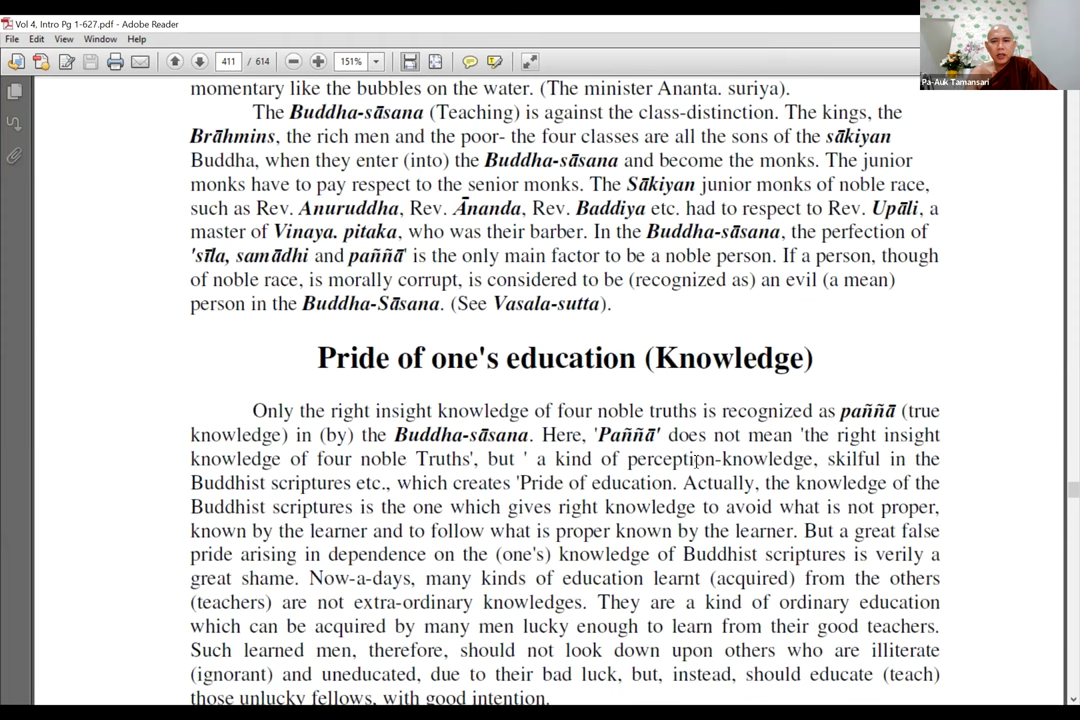 Vol 4, Intro Pg 1-627.pdf - Adobe Reader
File Edit View Window Help
411 / 614 151%
Pa-Auk Tamansari
momentary like the bubbles on the water. (The minister Ananta. suriya).
The Buddha-sāsana (Teaching) is against the class-distinction. The kings, the
Brāhmins, the rich men and the poor- the four classes are all the sons of the sākiyan
Buddha, when they enter (into) the Buddha-sāsana and become the monks. The junior
monks have to pay respect to the senior monks. The Sākiyan junior monks of noble race,
such as Rev. Anuruddha, Rev. Ānanda, Rev. Baddiya etc. had to respect to Rev. Upāli, a
master of Vinaya. pitaka, who was their barber. In the Buddha-sāsana, the perfection of
'sīla, samādhi and paññā' is the only main factor to be a noble person. If a person, though
of noble race, is morally corrupt, is considered to be (recognized as) an evil (a mean)
person in the Buddha-Sāsana. (See Vasala-sutta).
Pride of one's education (Knowledge)
Only the right insight knowledge of four noble truths is recognized as paññā (true
knowledge) in (by) the Buddha-sāsana. Here, 'Paññā' does not mean 'the right insight
knowledge of four noble Truths', but ' a kind of perception-knowledge, skilful in the
Buddhist scriptures etc., which creates 'Pride of education. Actually, the knowledge of the
Buddhist scriptures is the one which gives right knowledge to avoid what is not proper,
known by the learner and to follow what is proper known by the learner. But a great false
pride arising in dependence on the (one's) knowledge of Buddhist scriptures is verily a
great shame. Now-a-days, many kinds of education learnt (acquired) from the others
(teachers) are not extra-ordinary knowledges. They are a kind of ordinary education
which can be acquired by many men lucky enough to learn from their good teachers.
Such learned men, therefore, should not look down upon others who are illiterate
(ignorant) and uneducated, due to their bad luck, but, instead, should educate (teach)
those unlucky fellows, with good intention.